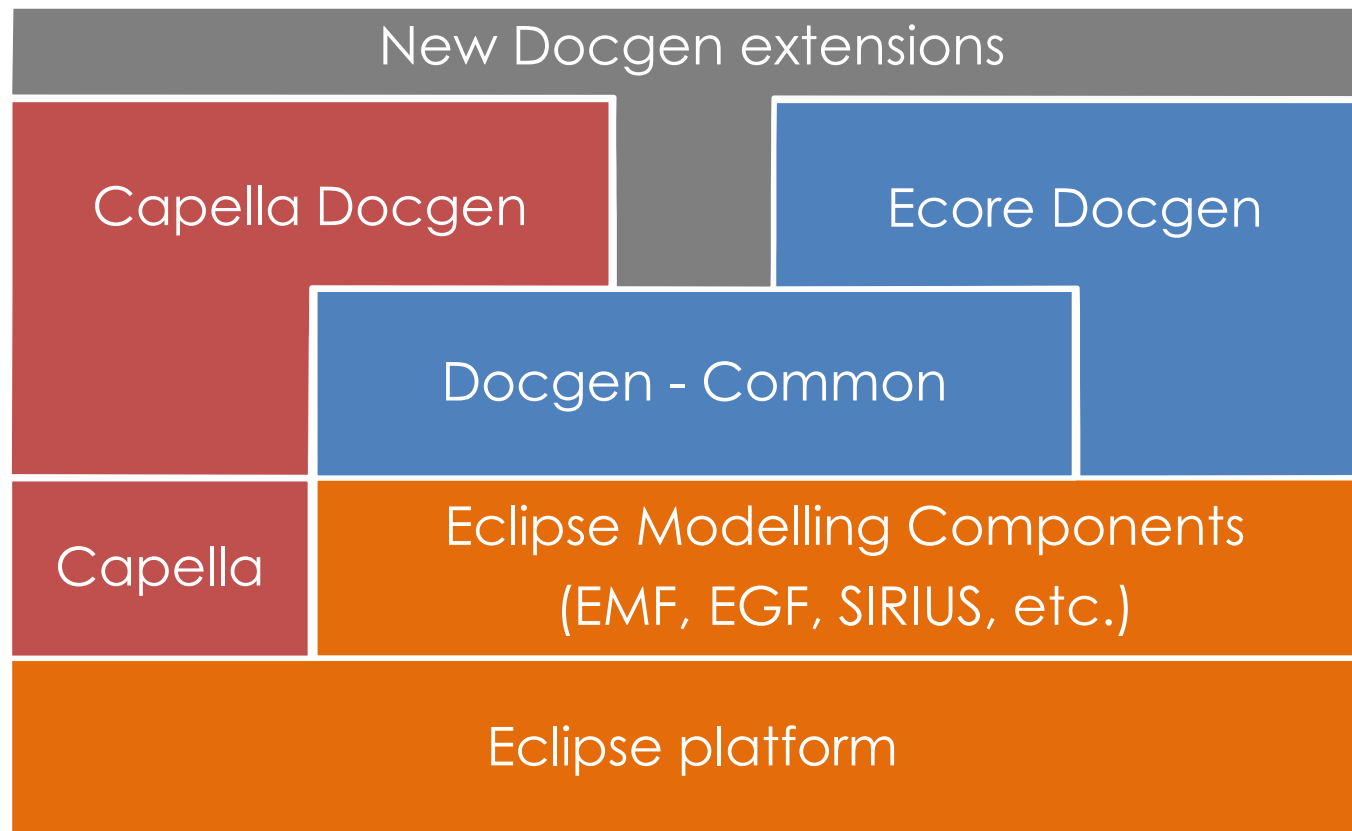 New Docgen extensions
Capella Docgen
Ecore Docgen
Docgen - Common
Capella
Eclipse Modelling Components
(EMF, EGF, SIRIUS, etc.)
Eclipse platform